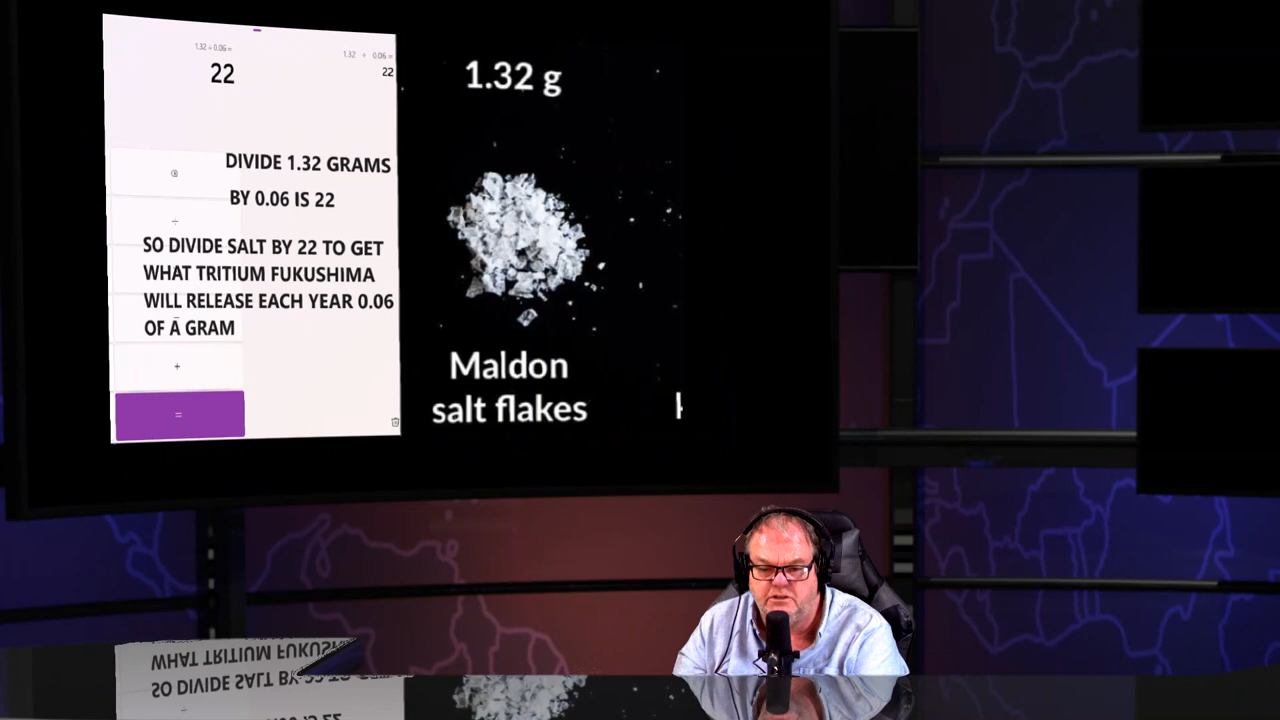 1.32 ÷ 0.06 =
22
1.32 ÷ 0.06 =
22
DIVIDE 1.32 GRAMS
BY 0.06 IS 22
SO DIVIDE SALT BY 22 TO GET
WHAT TRITIUM FUKUSHIMA
WILL RELEASE EACH YEAR 0.06
OF A GRAM
÷
+
=
1.32 g
Maldon
salt flakes